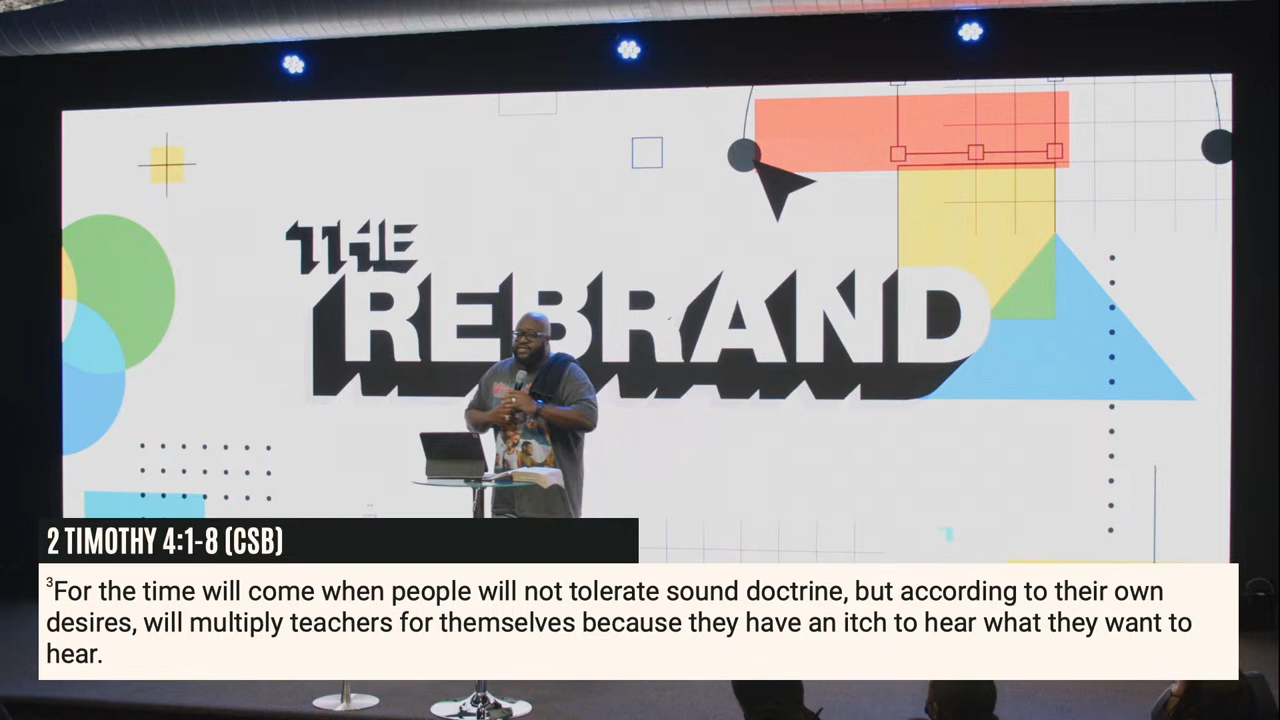 THE
REBRAND
2 TIMOTHY 4:1-8 (CSB)
³For the time will come when people will not tolerate sound doctrine, but according to their own
desires, will multiply teachers for themselves because they have an itch to hear what they want to
hear.